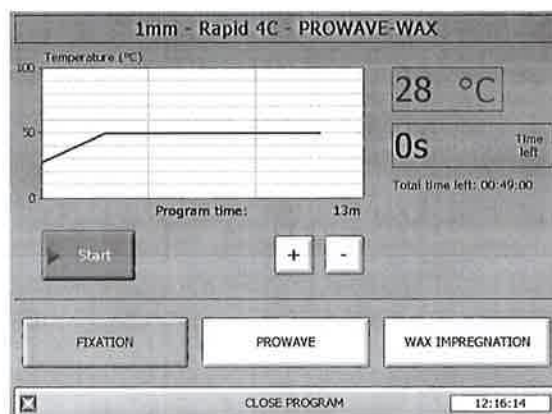 1mm - Rapid 4C - PROWAVE-WAX
Temperature (°C)
100
50
0
28 °C
0s Time left
Total time left: 00:49:00
Program time: 13m
Start
+ -
FIXATION PROWAVE WAX IMPREGNATION
CLOSE PROGRAM 12:16:14